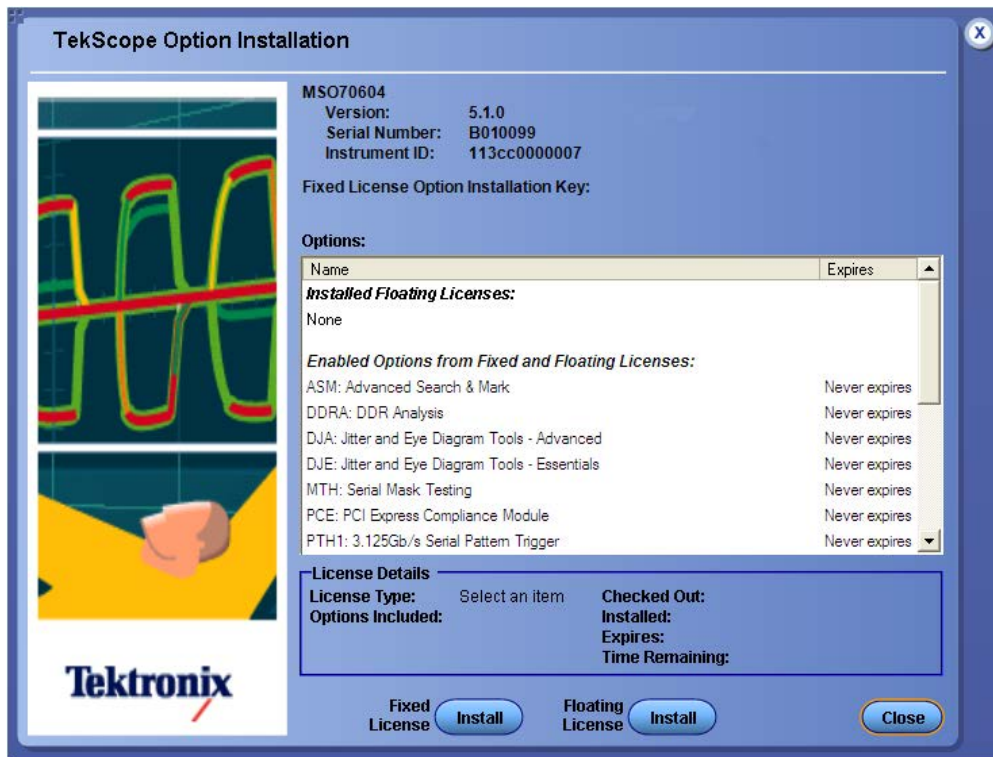 TekScope Option Installation
X
MSO70604
Version: 5.1.0
Serial Number: B010099
Instrument ID: 113cc0000007
Fixed License Option Installation Key:
Options:
Name Expires
Installed Floating Licenses:
None
Enabled Options from Fixed and Floating Licenses:
ASM: Advanced Search & Mark Never expires
DDRA: DDR Analysis Never expires
DJA: Jitter and Eye Diagram Tools - Advanced Never expires
DJE: Jitter and Eye Diagram Tools - Essentials Never expires
MTH: Serial Mask Testing Never expires
PCE: PCI Express Compliance Module Never expires
PTH1: 3.125Gb/s Serial Pattern Trigger Never expires
License Details
License Type: Select an item Checked Out:
Options Included: Installed:
Expires:
Time Remaining:
Tektronix
Fixed License Install Floating License Install Close